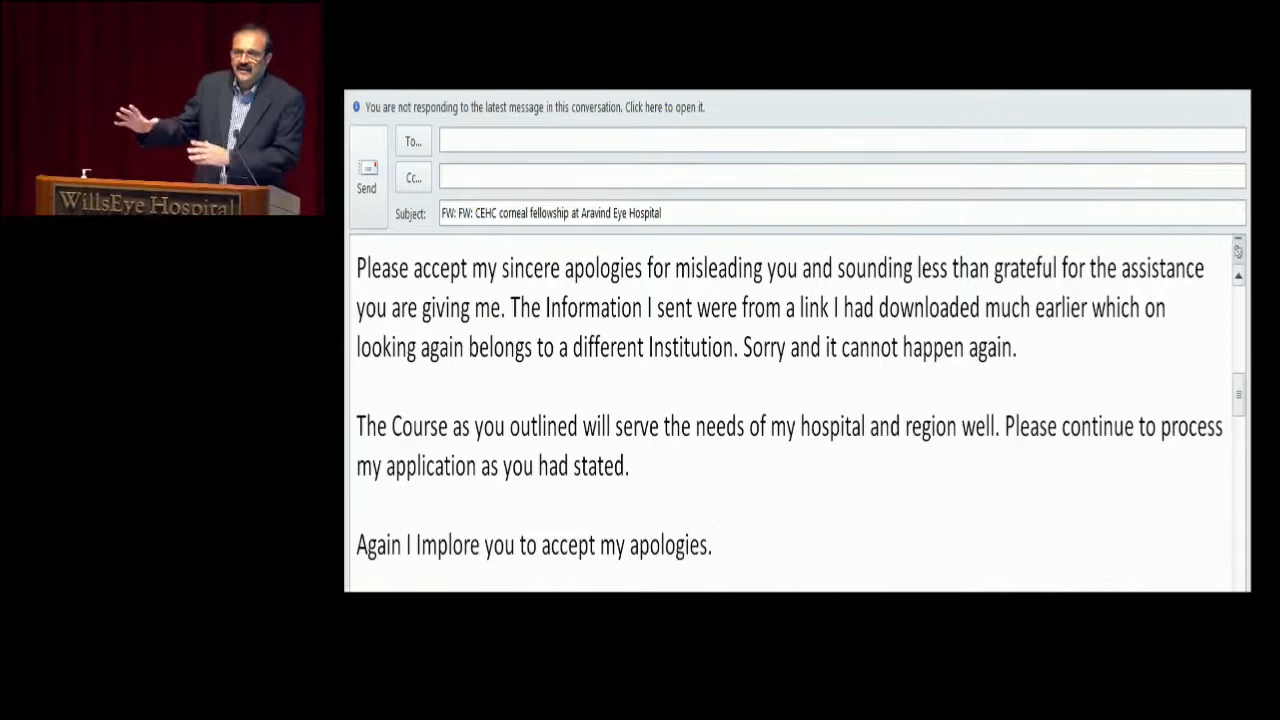 WillsEye Hospital
You are not responding to the latest message in this conversation. Click here to open it.
To...
Send
Cc...
Subject: FW: FW: CEHC corneal fellowship at Aravind Eye Hospital
Please accept my sincere apologies for misleading you and sounding less than grateful for the assistance
you are giving me. The Information I sent were from a link I had downloaded much earlier which on
looking again belongs to a different Institution. Sorry and it cannot happen again.
The Course as you outlined will serve the needs of my hospital and region well. Please continue to process
my application as you had stated.
Again I Implore you to accept my apologies.